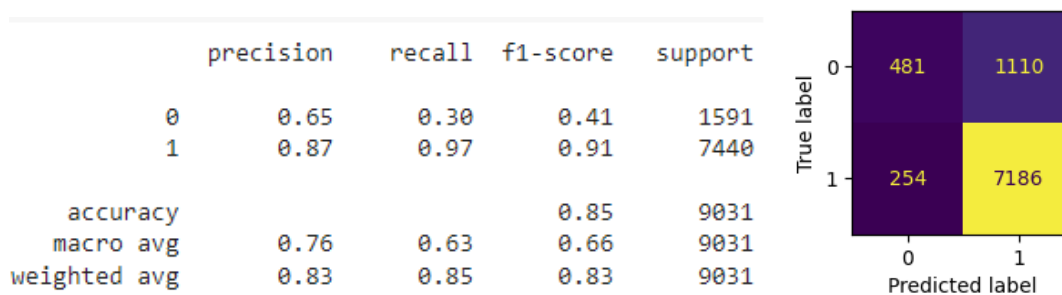 precision recall f1-score support
0 0.65 0.30 0.41 1591
1 0.87 0.97 0.91 7440
accuracy 0.85 9031
macro avg 0.76 0.63 0.66 9031
weighted avg 0.83 0.85 0.83 9031
True label
0 481 1110
1 254 7186
0 1
Predicted label